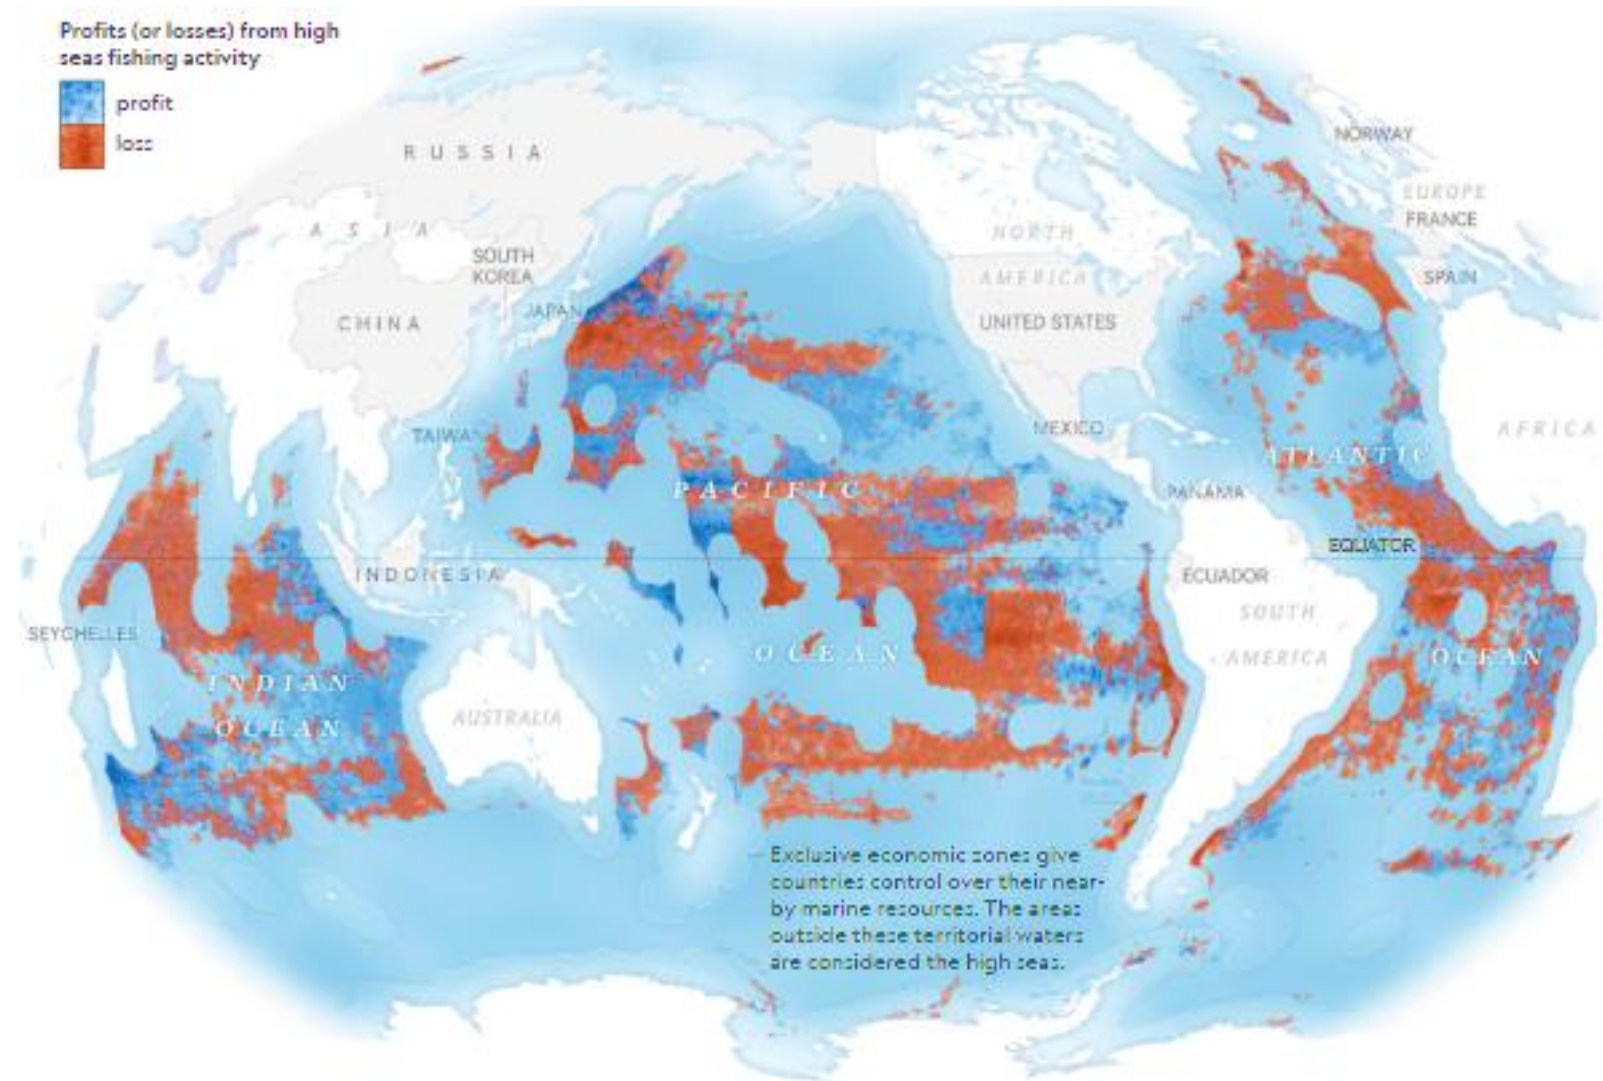 Profits (or losses) from high
seas fishing activity
profit
loss
NORWAY
RUSSIA
EUROPE
FRANCE
ASIA
NORTH
SOUTH
KOREA
AMERICA
SPAIN
JAPAN
CHINA
UNITED STATES
TAIWAN
MEXICO
AFRICA
ATLANTIC
PACIFIC
PANAMA
EQUATOR
INDONESIA
ECUADOR
SOUTH
SEYCHELLES
OCEAN
AMERICA
OCEAN
INDIAN
OCEAN
AUSTRALIA
Exclusive economic zones give
countries control over their near-
by marine resources. The areas
outside these territorial waters
are considered the high seas.